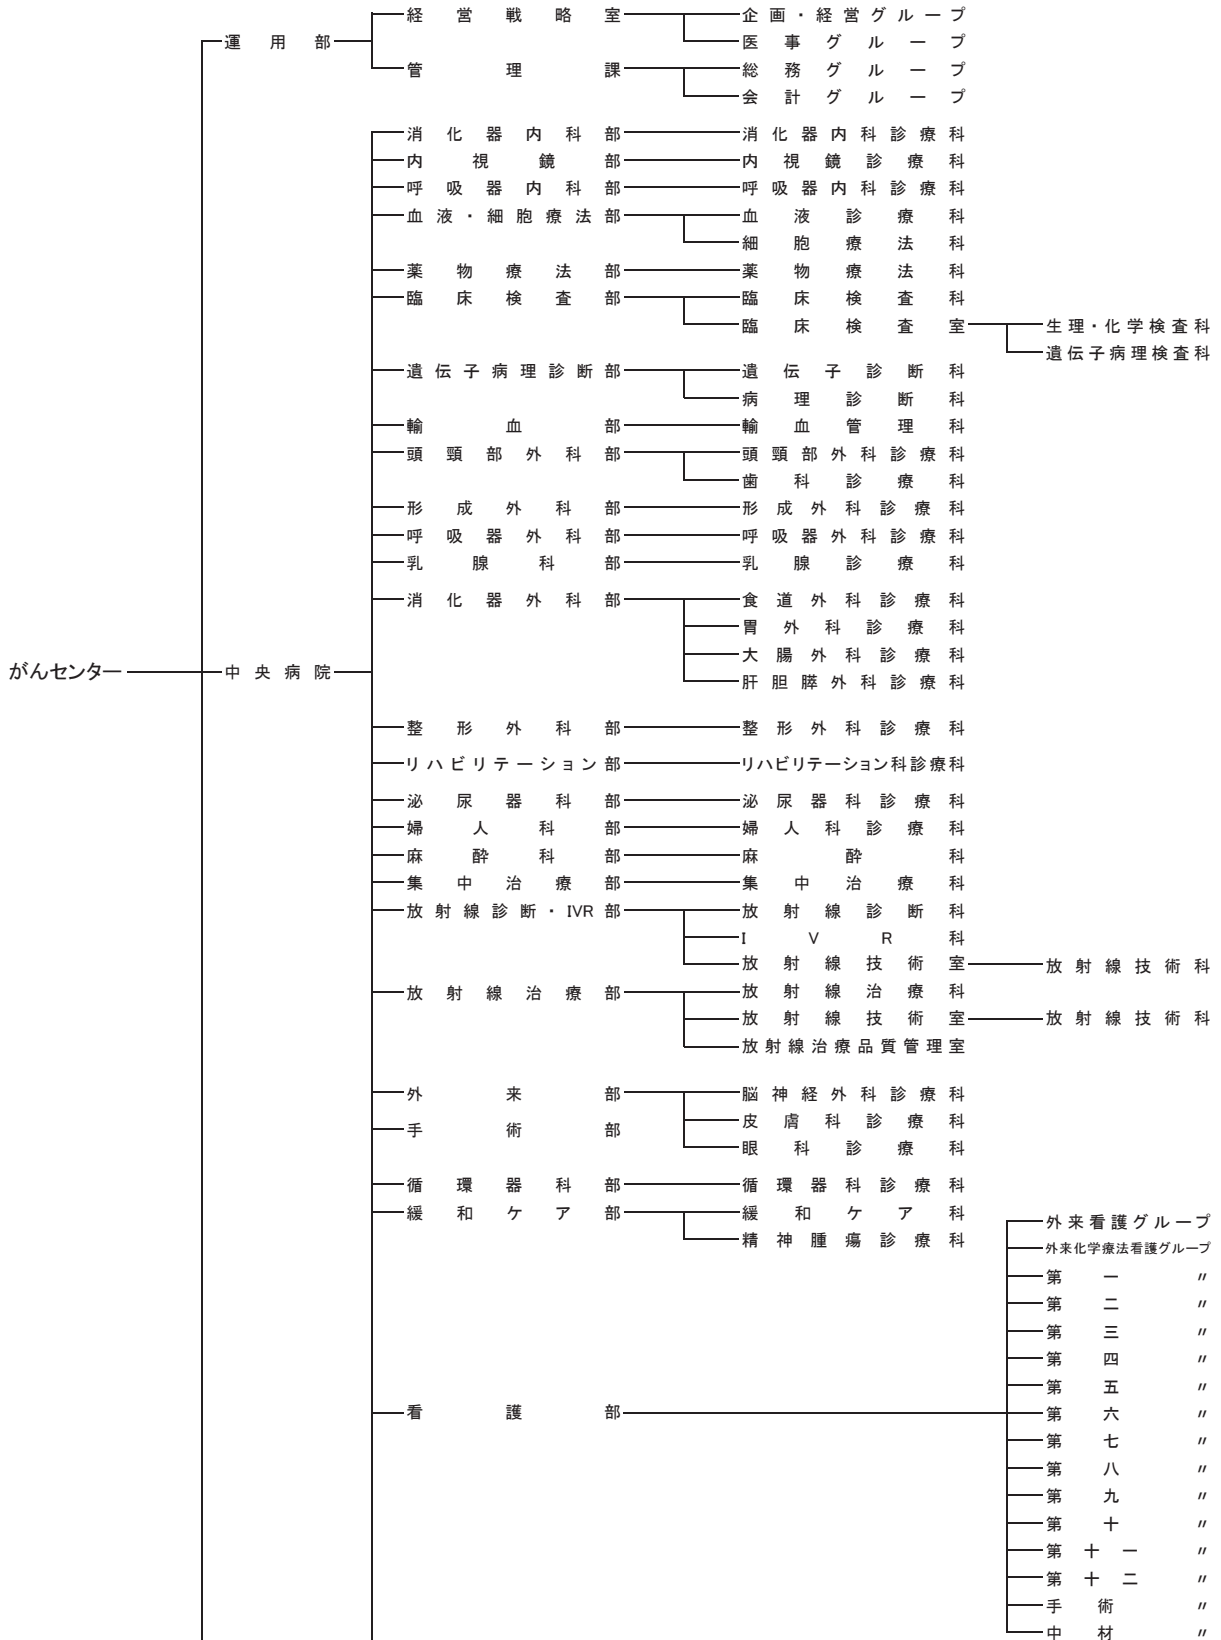 経営戦略室 企画・経営グループ
運用部 医事グループ
管理課 総務グループ
会計グループ
消化器内科部 消化器内科診療科
内視鏡部 内視鏡診療科
呼吸器内科部 呼吸器内科診療科
血液・細胞療法部 血液診療科
細胞療法科
薬物療法部 薬物療法科
臨床検査部 臨床検査科
臨床検査室 生理・化学検査科
遺伝子病理検査科
遺伝子病理診断部 遺伝子診断科
病理診断科
輸血部 輸血管理科
頭頸部外科部 頭頸部外科診療科
歯科診療科
形成外科部 形成外科診療科
呼吸器外科部 呼吸器外科診療科
乳腺科部 乳腺診療科
消化器外科部 食道外科診療科
胃外科診療科
大腸外科診療科
がんセンター 中央病院 肝胆膵外科診療科
整形外科部 整形外科診療科
リハビリテーション部 リハビリテーション科診療科
泌尿器科部 泌尿器科診療科
婦人科部 婦人科診療科
麻酔科部 麻酔科
集中治療部 集中治療科
放射線診断・IVR部 放射線診断科
IVR科
放射線技術室 放射線技術科
放射線治療部 放射線治療科
放射線技術室 放射線技術科
放射線治療品質管理室
外来部 脳神経外科診療科
手術部 皮膚科診療科
眼科診療科
循環器科部 循環器科診療科
緩和ケア部 緩和ケア科
精神腫瘍診療科
外来看護グループ
外来化学療法看護グループ
第一 〃
第二 〃
第三 〃
第四 〃
第五 〃
看護部 第六 〃
第七 〃
第八 〃
第九 〃
第十 〃
第十一 〃
第十二 〃
手術 〃
中材 〃